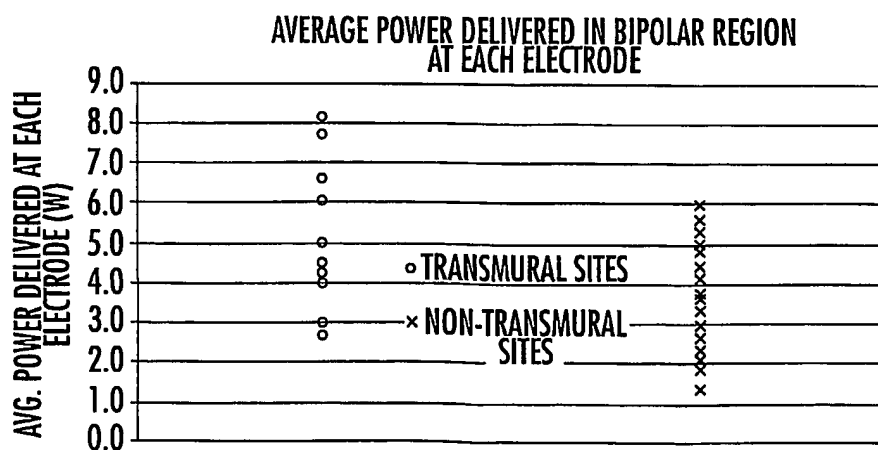 AVERAGE POWER DELIVERED IN BIPOLAR REGION
AT EACH ELECTRODE
AVG. POWER DELIVERED AT EACH
ELECTRODE (W)
9.0
8.0
7.0
6.0
5.0
4.0
3.0
2.0
1.0
0.0
o TRANSMURAL SITES
× NON-TRANSMURAL
SITES